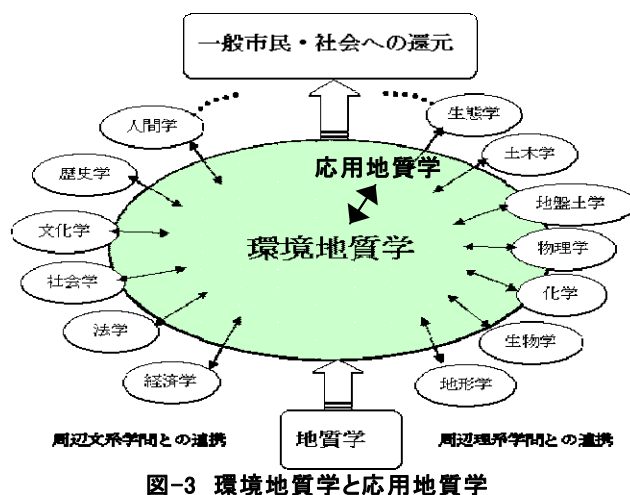 一般市民・社会への還元
人間学
生態学
応用地質学
土木学
歴史学
地盤土学
文化学
環境地質学
物理学
社会学
化学
法学
生物学
経済学
地形学
周辺文系学問との連携
地質学
周辺理系学問との連携
図-3 環境地質学と応用地質学